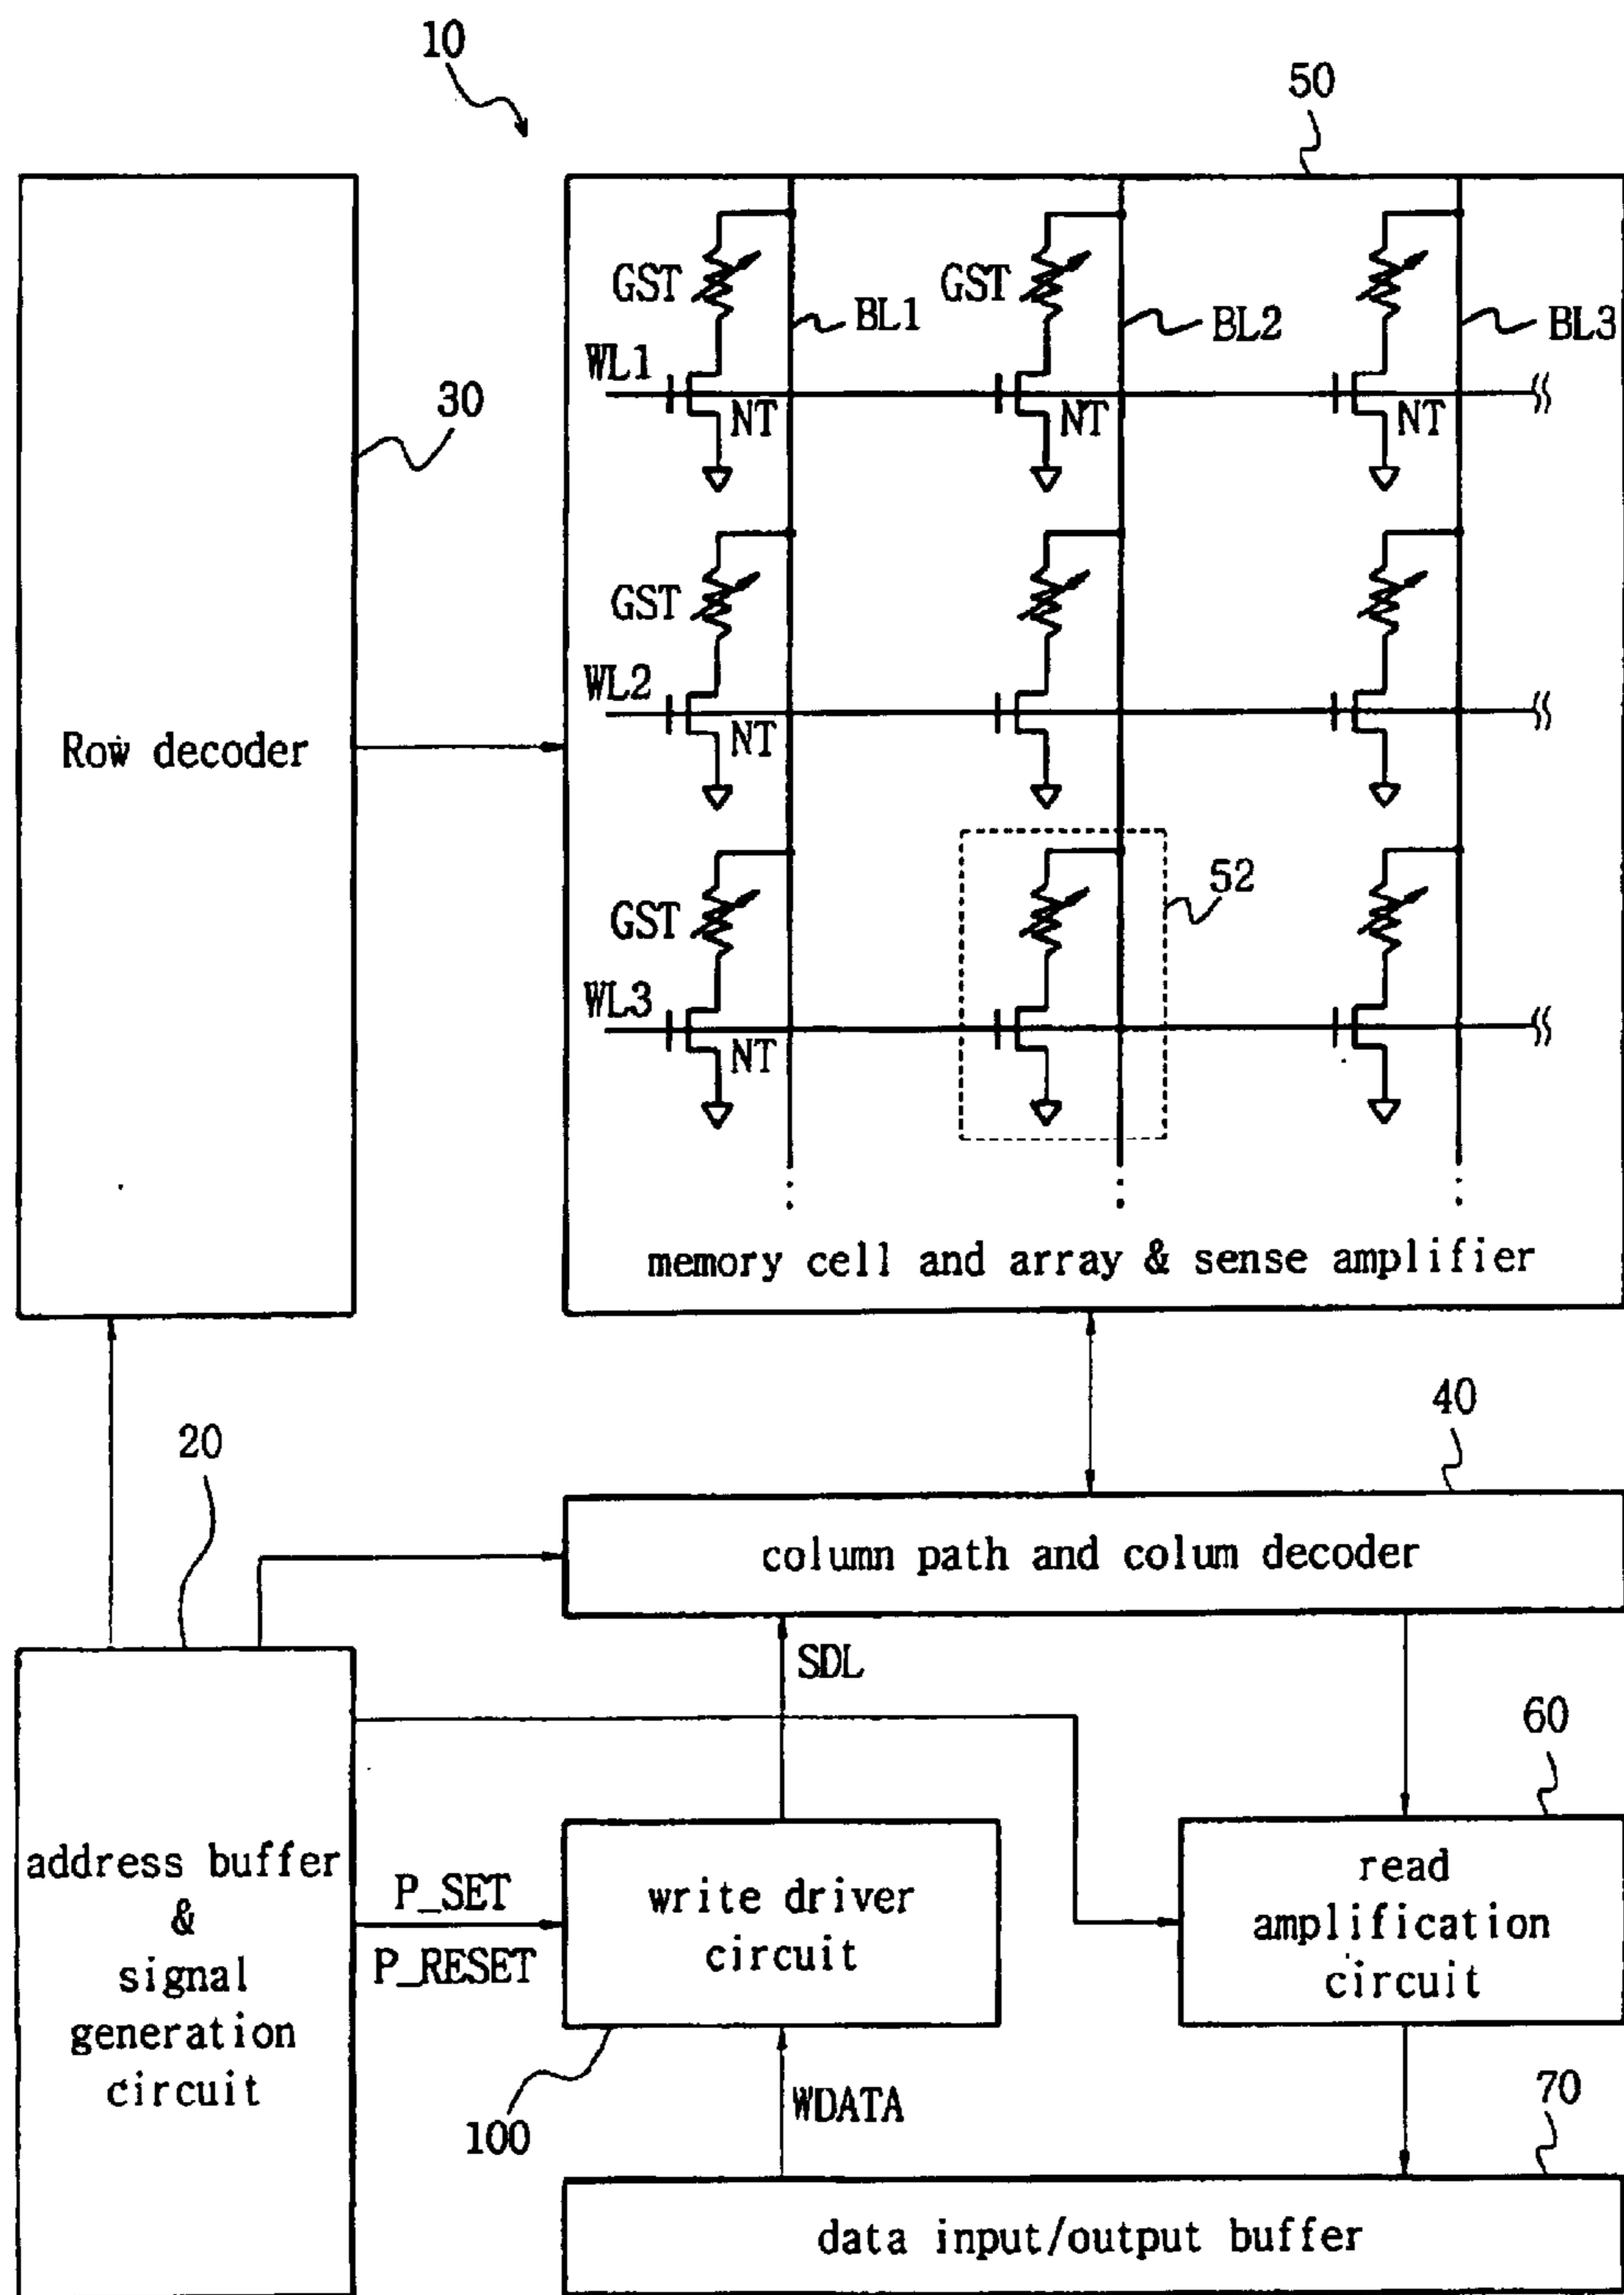 10
50
GST
GST
BL1
BL2
BL3
WL1
NT
NT
NT
30
GST
WL2
NT
Row decoder
GST
52
WL3
NT
memory cell and array & sense amplifier
20
40
column path and colum decoder
SDL
60
address buffer
&
signal
generation
circuit
P_SET
P_RESET
write driver
circuit
read
amplification
circuit
100
WDATA
70
data input/output buffer